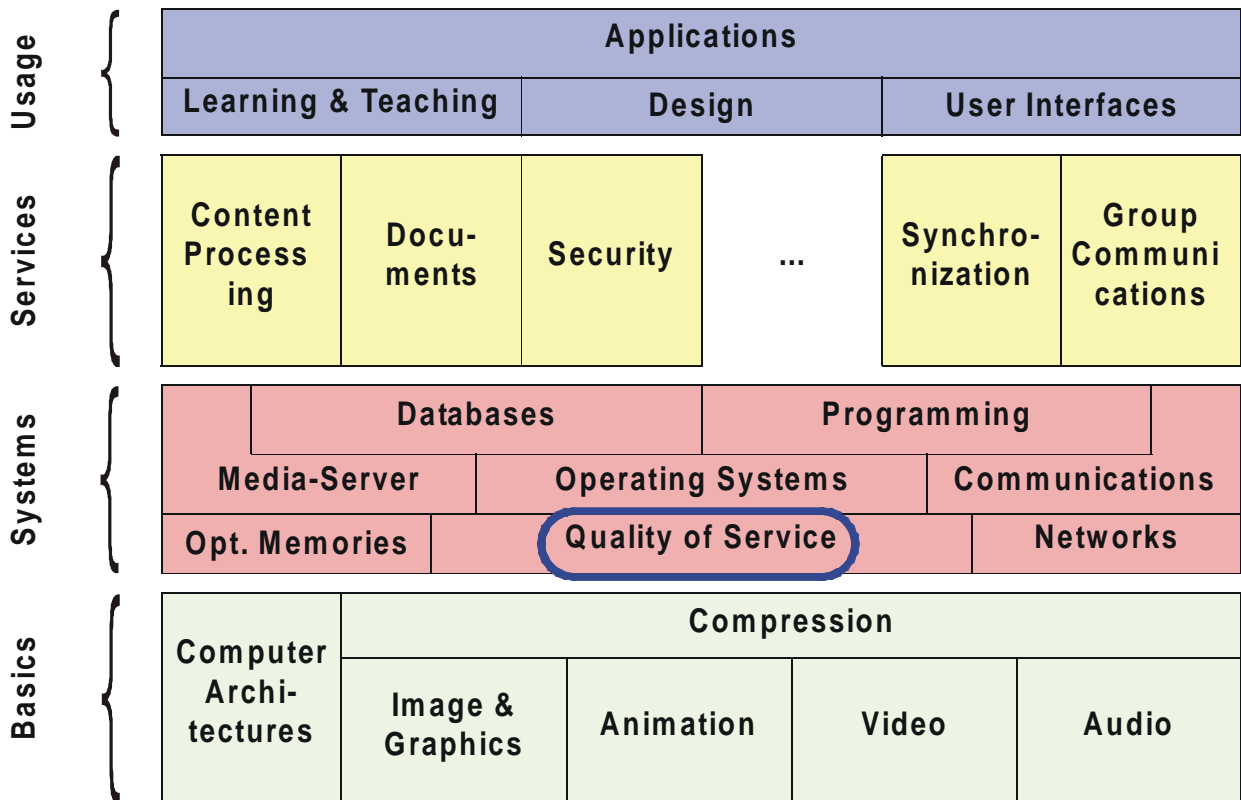 Usage
Applications
Learning & Teaching
Design
User Interfaces
Services
Content
Process
ing
Docu-
ments
Security
...
Synchro-
nization
Group
Communi
cations
Systems
Databases
Programming
Media-Server
Operating Systems
Communications
Opt. Memories
Quality of Service
Networks
Basics
Computer
Archi-
tectures
Compression
Image &
Graphics
Animation
Video
Audio